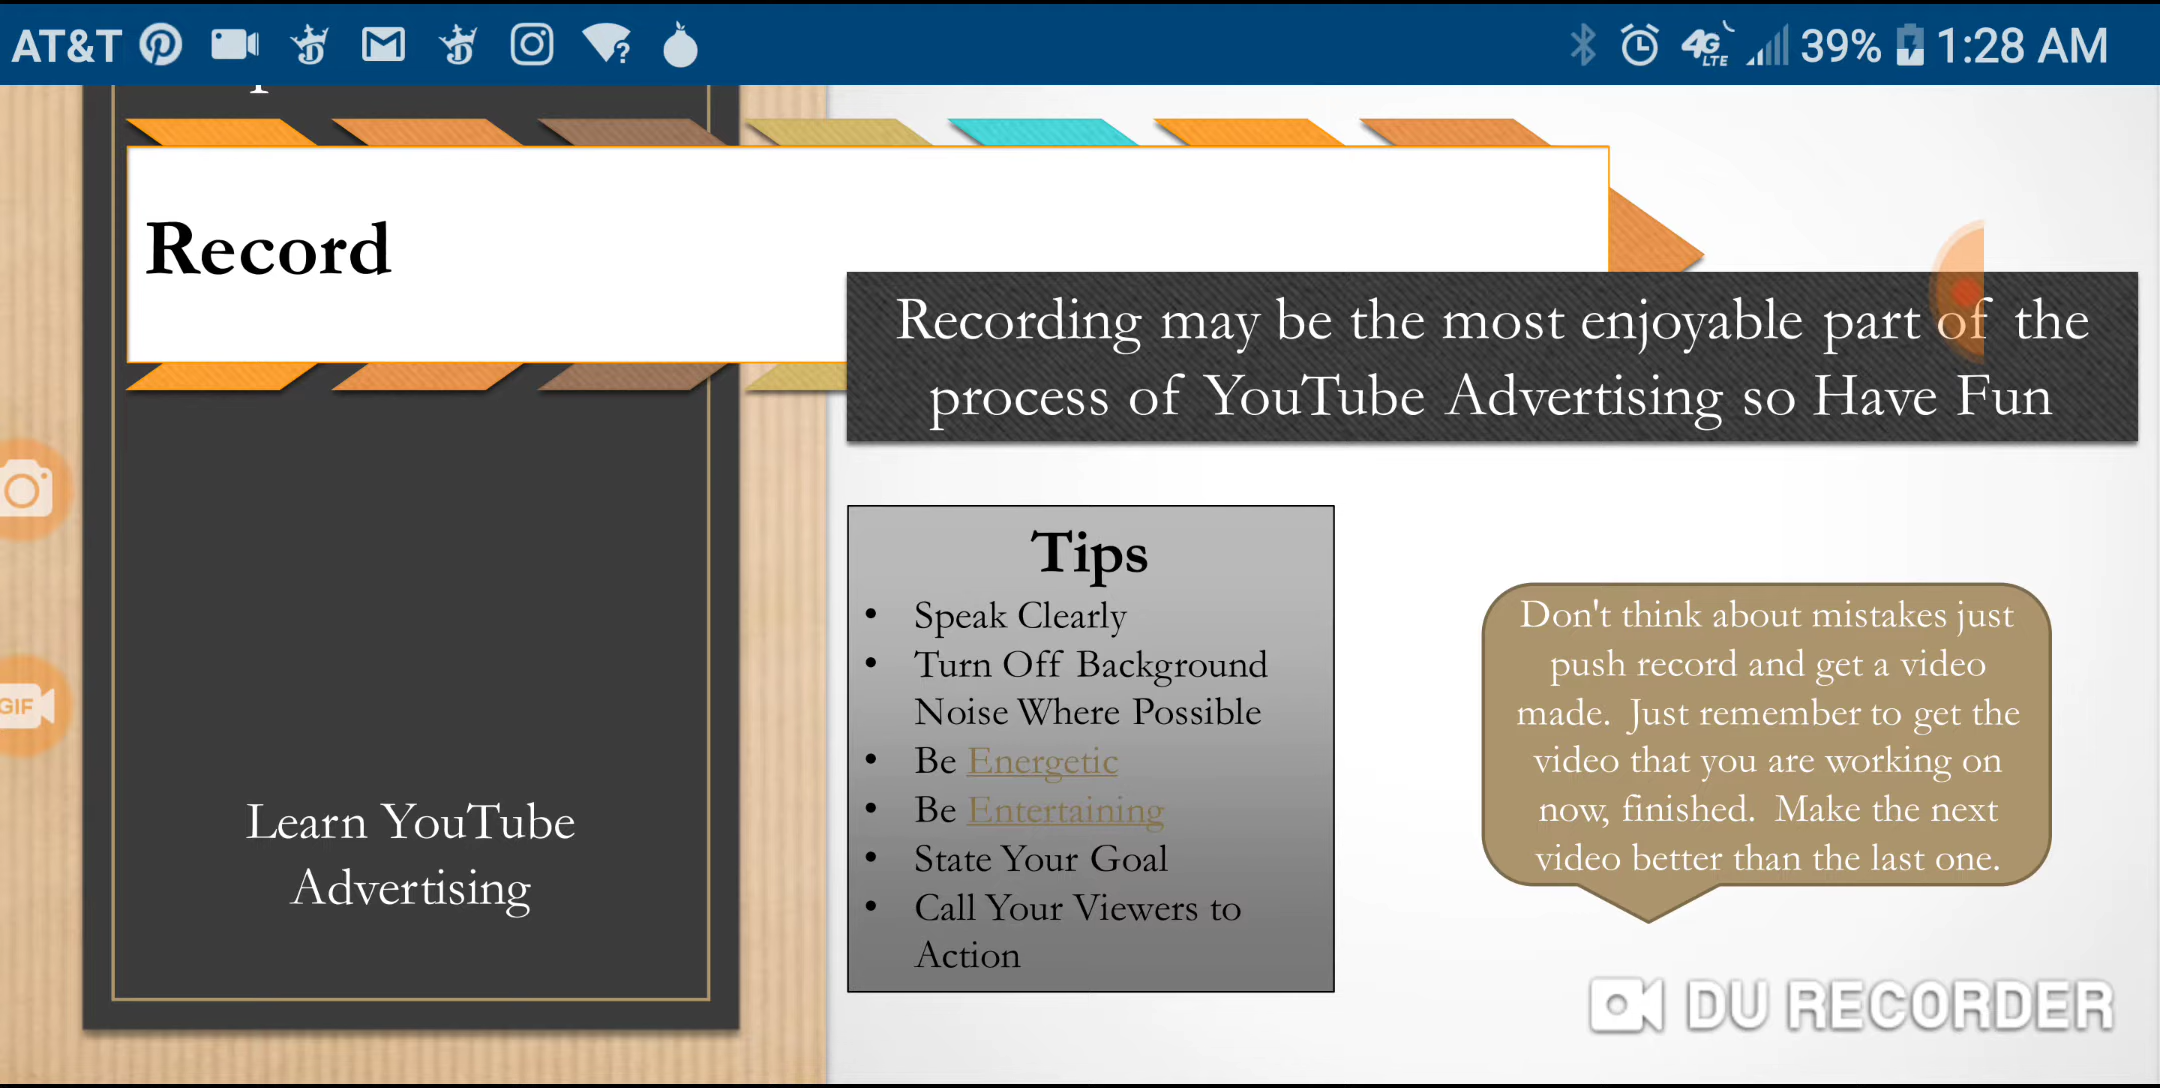 AT&T
39% 1:28 AM
4G LTE
Record
Recording may be the most enjoyable part of the
process of YouTube Advertising so Have Fun
Tips
• Speak Clearly
• Turn Off Background
Noise Where Possible
• Be Energetic
• Be Entertaining
• State Your Goal
• Call Your Viewers to
Action
Don't think about mistakes just
push record and get a video
made. Just remember to get the
video that you are working on
now, finished. Make the next
video better than the last one.
GIF
Learn YouTube
Advertising
DU RECORDER